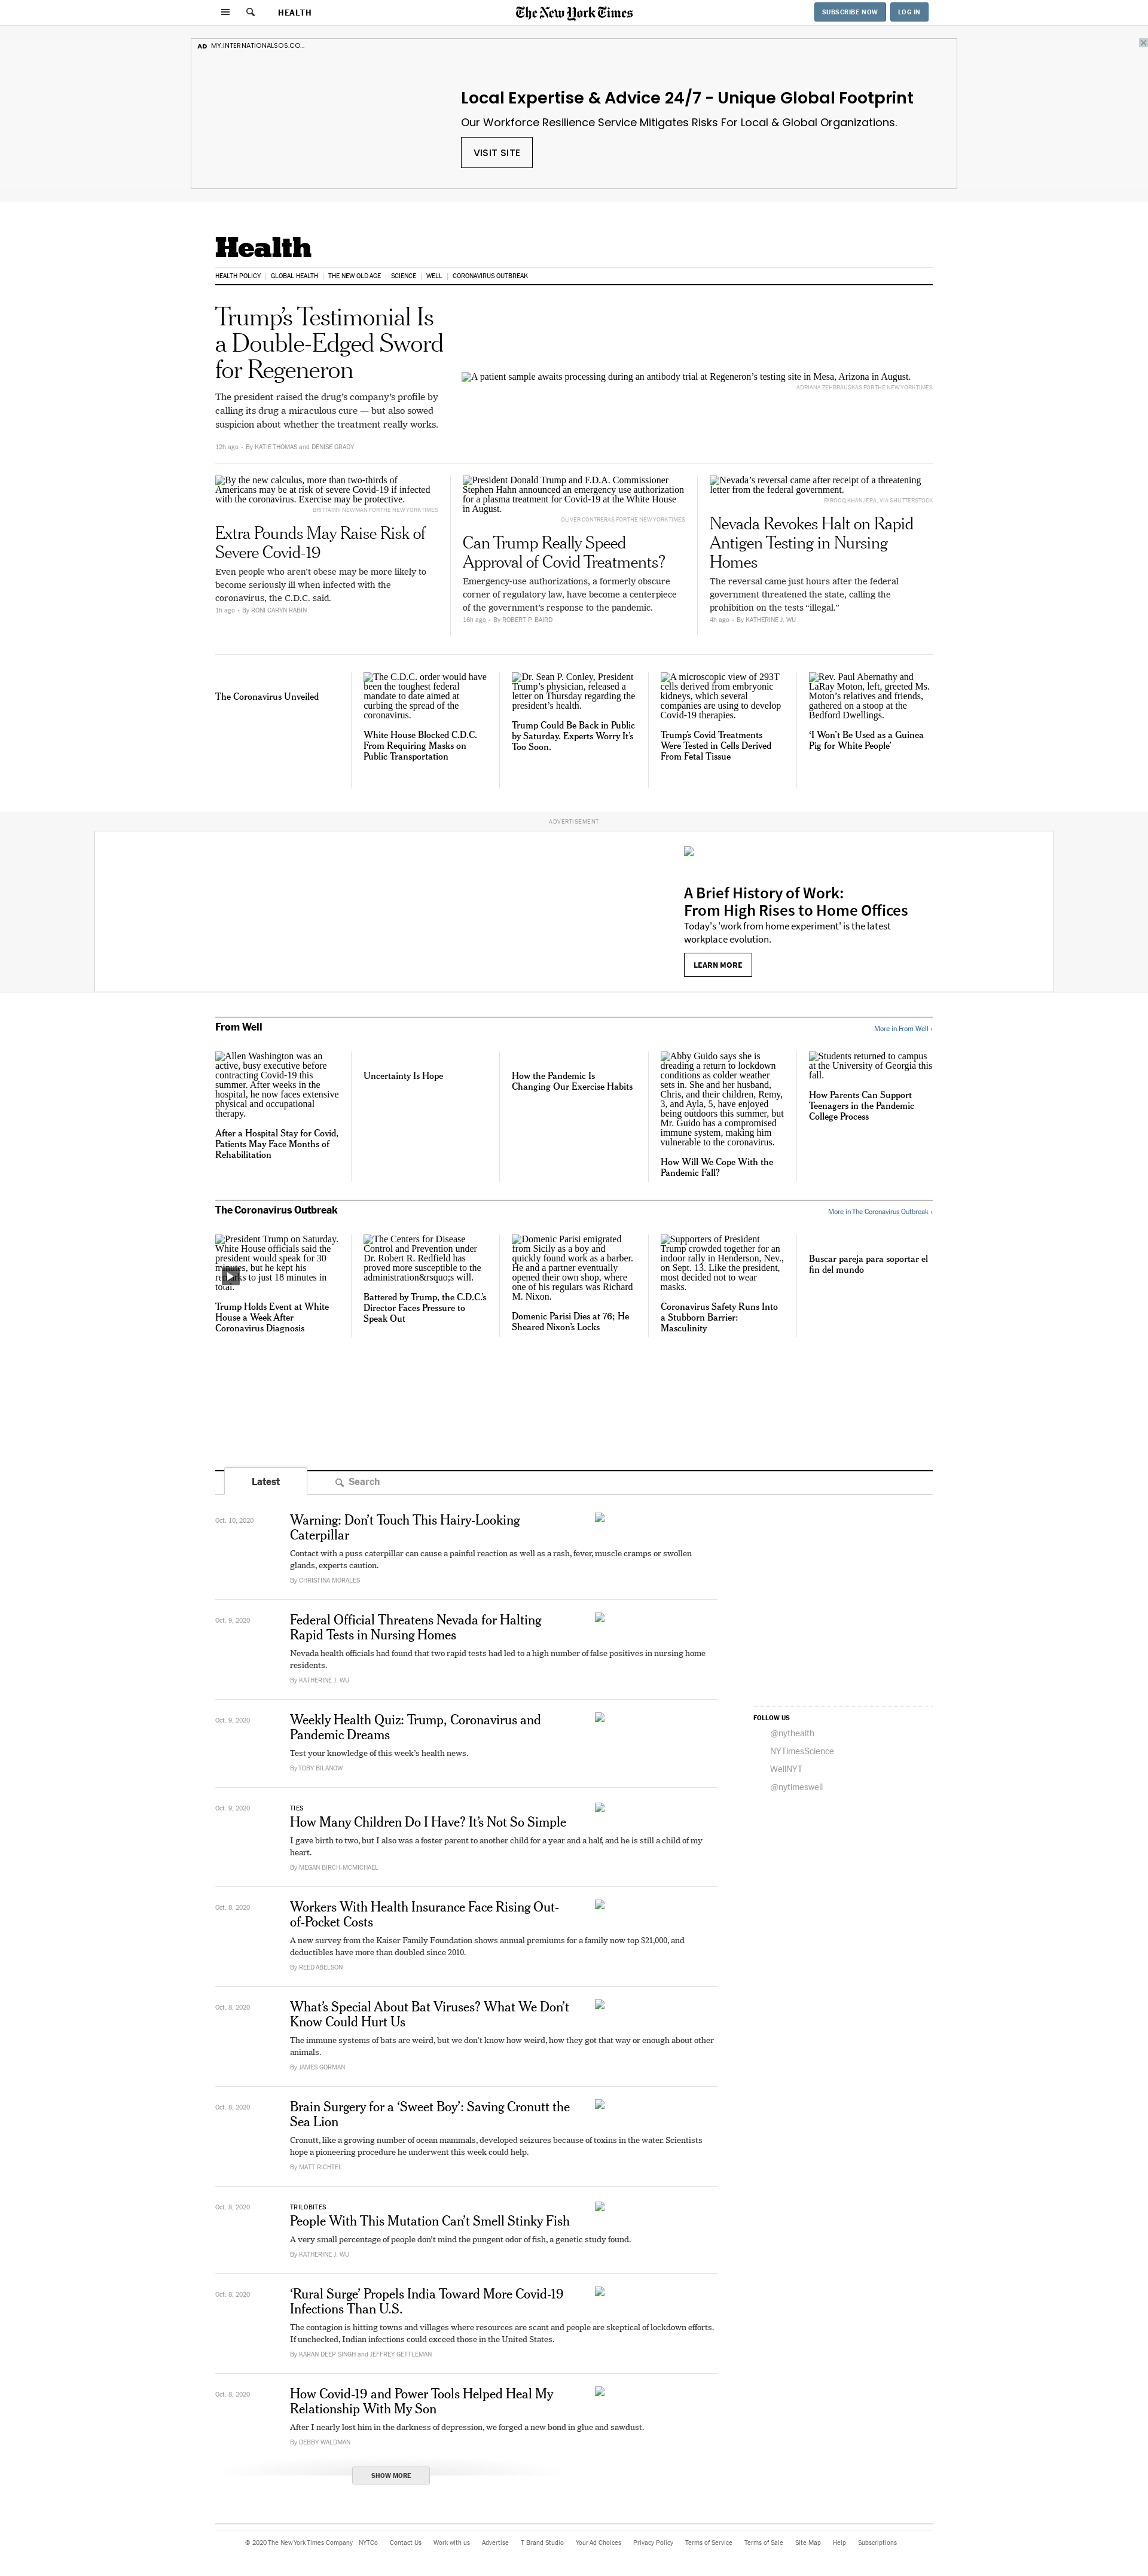 HEALTH
The New York Times
SUBSCRIBE NOW
LOG IN
AD MY.INTERNATIONALSOS.CO...
Local Expertise & Advice 24/7 - Unique Global Footprint
Our Workforce Resilience Service Mitigates Risks For Local & Global Organizations.
VISIT SITE
Health
HEALTH POLICY
GLOBAL HEALTH
THE NEW OLD AGE
SCIENCE
WELL
CORONAVIRUS OUTBREAK
Trump’s Testimonial Is
a Double-Edged Sword
for Regeneron
The president raised the drug’s company’s profile by
calling its drug a miraculous cure — but also sowed
suspicion about whether the treatment really works.
12h ago - By KATIE THOMAS and DENISE GRADY
A patient sample awaits processing during an antibody trial at Regeneron’s testing site in Mesa, Arizona in August.
ADRIANA ZEHBRAUSKAS FOR THE NEW YORK TIMES
By the new calculus, more than two-thirds of
Americans may be at risk of severe Covid-19 if infected
with the coronavirus. Exercise may be protective.
BRITTAINY NEWMAN FOR THE NEW YORK TIMES
Extra Pounds May Raise Risk of
Severe Covid-19
Even people who aren’t obese may be more likely to
become seriously ill when infected with the
coronavirus, the C.D.C. said.
1h ago - By RONI CARYN RABIN
President Donald Trump and F.D.A. Commissioner
Stephen Hahn announced an emergency use authorization
for a plasma treatment for Covid-19 at the White House
in August.
OLIVER CONTRERAS FOR THE NEW YORK TIMES
Can Trump Really Speed
Approval of Covid Treatments?
Emergency-use authorizations, a formerly obscure
corner of regulatory law, have become a centerpiece
of the government’s response to the pandemic.
16h ago - By ROBERT P. BAIRD
Nevada’s reversal came after receipt of a threatening
letter from the federal government.
FAROOQ KHAN/EPA, VIA SHUTTERSTOCK
Nevada Revokes Halt on Rapid
Antigen Testing in Nursing
Homes
The reversal came just hours after the federal
government threatened the state, calling the
prohibition on the tests “illegal.”
4h ago - By KATHERINE J. WU
The Coronavirus Unveiled
The C.D.C. order would have
been the toughest federal
mandate to date aimed at
curbing the spread of the
coronavirus.
White House Blocked C.D.C.
From Requiring Masks on
Public Transportation
Dr. Sean P. Conley, President
Trump’s physician, released a
letter on Thursday regarding the
president’s health.
Trump Could Be Back in Public
by Saturday. Experts Worry It’s
Too Soon.
A microscopic view of 293T
cells derived from embryonic
kidneys, which several
companies are using to develop
Covid-19 therapies.
Trump’s Covid Treatments
Were Tested in Cells Derived
From Fetal Tissue
Rev. Paul Abernathy and
LaRay Moton, left, greeted Ms.
Moton’s relatives and friends,
gathered on a stoop at the
Bedford Dwellings.
‘I Won’t Be Used as a Guinea
Pig for White People’
ADVERTISEMENT
A Brief History of Work:
From High Rises to Home Offices
Today's 'work from home experiment' is the latest
workplace evolution.
LEARN MORE
From Well
More in From Well ›
Allen Washington was an
active, busy executive before
contracting Covid-19 this
summer. After weeks in the
hospital, he now faces extensive
physical and occupational
therapy.
After a Hospital Stay for Covid,
Patients May Face Months of
Rehabilitation
Uncertainty Is Hope
How the Pandemic Is
Changing Our Exercise Habits
Abby Guido says she is
dreading a return to lockdown
conditions as colder weather
sets in. She and her husband,
Chris, and their children, Remy,
3, and Ayla, 5, have enjoyed
being outdoors this summer, but
Mr. Guido has a compromised
immune system, making him
vulnerable to the coronavirus.
How Will We Cope With the
Pandemic Fall?
Students returned to campus
at the University of Georgia this
fall.
How Parents Can Support
Teenagers in the Pandemic
College Process
The Coronavirus Outbreak
More in The Coronavirus Outbreak ›
President Trump on Saturday.
White House officials said the
president would speak for 30
minutes, but he kept his
remarks to just 18 minutes in
total.
Trump Holds Event at White
House a Week After
Coronavirus Diagnosis
The Centers for Disease
Control and Prevention under
Dr. Robert R. Redfield has
proved more susceptible to the
administration&rsquo;s will.
Battered by Trump, the C.D.C.’s
Director Faces Pressure to
Speak Out
Domenic Parisi emigrated
from Sicily as a boy and
quickly found work as a barber.
He and a partner eventually
opened their own shop, where
one of his regulars was Richard
M. Nixon.
Domenic Parisi Dies at 76; He
Sheared Nixon’s Locks
Supporters of President
Trump crowded together for an
indoor rally in Henderson, Nev.,
on Sept. 13. Like the president,
most decided not to wear
masks.
Coronavirus Safety Runs Into
a Stubborn Barrier:
Masculinity
Buscar pareja para soportar el
fin del mundo
Latest
Search
Oct. 10, 2020
Warning: Don’t Touch This Hairy-Looking
Caterpillar
Contact with a puss caterpillar can cause a painful reaction as well as a rash, fever, muscle cramps or swollen
glands, experts caution.
By CHRISTINA MORALES
Oct. 9, 2020
Federal Official Threatens Nevada for Halting
Rapid Tests in Nursing Homes
Nevada health officials had found that two rapid tests had led to a high number of false positives in nursing home
residents.
By KATHERINE J. WU
Oct. 9, 2020
Weekly Health Quiz: Trump, Coronavirus and
Pandemic Dreams
Test your knowledge of this week’s health news.
By TOBY BILANOW
FOLLOW US
@nythealth
NYTimesScience
WellNYT
@nytimeswell
Oct. 9, 2020
TIES
How Many Children Do I Have? It’s Not So Simple
I gave birth to two, but I also was a foster parent to another child for a year and a half, and he is still a child of my
heart.
By MEGAN BIRCH-MCMICHAEL
Oct. 8, 2020
Workers With Health Insurance Face Rising Out-
of-Pocket Costs
A new survey from the Kaiser Family Foundation shows annual premiums for a family now top $21,000, and
deductibles have more than doubled since 2010.
By REED ABELSON
Oct. 8, 2020
What’s Special About Bat Viruses? What We Don’t
Know Could Hurt Us
The immune systems of bats are weird, but we don’t know how weird, how they got that way or enough about other
animals.
By JAMES GORMAN
Oct. 8, 2020
Brain Surgery for a ‘Sweet Boy’: Saving Cronutt the
Sea Lion
Cronutt, like a growing number of ocean mammals, developed seizures because of toxins in the water. Scientists
hope a pioneering procedure he underwent this week could help.
By MATT RICHTEL
Oct. 8, 2020
TRILOBITES
People With This Mutation Can’t Smell Stinky Fish
A very small percentage of people don’t mind the pungent odor of fish, a genetic study found.
By KATHERINE J. WU
Oct. 8, 2020
‘Rural Surge’ Propels India Toward More Covid-19
Infections Than U.S.
The contagion is hitting towns and villages where resources are scant and people are skeptical of lockdown efforts.
If unchecked, Indian infections could exceed those in the United States.
By KARAN DEEP SINGH and JEFFREY GETTLEMAN
Oct. 8, 2020
How Covid-19 and Power Tools Helped Heal My
Relationship With My Son
After I nearly lost him in the darkness of depression, we forged a new bond in glue and sawdust.
By DEBBY WALDMAN
SHOW MORE
© 2020 The New York Times Company NYTCo Contact Us Work with us Advertise T Brand Studio Your Ad Choices Privacy Policy Terms of Service Terms of Sale Site Map Help Subscriptions